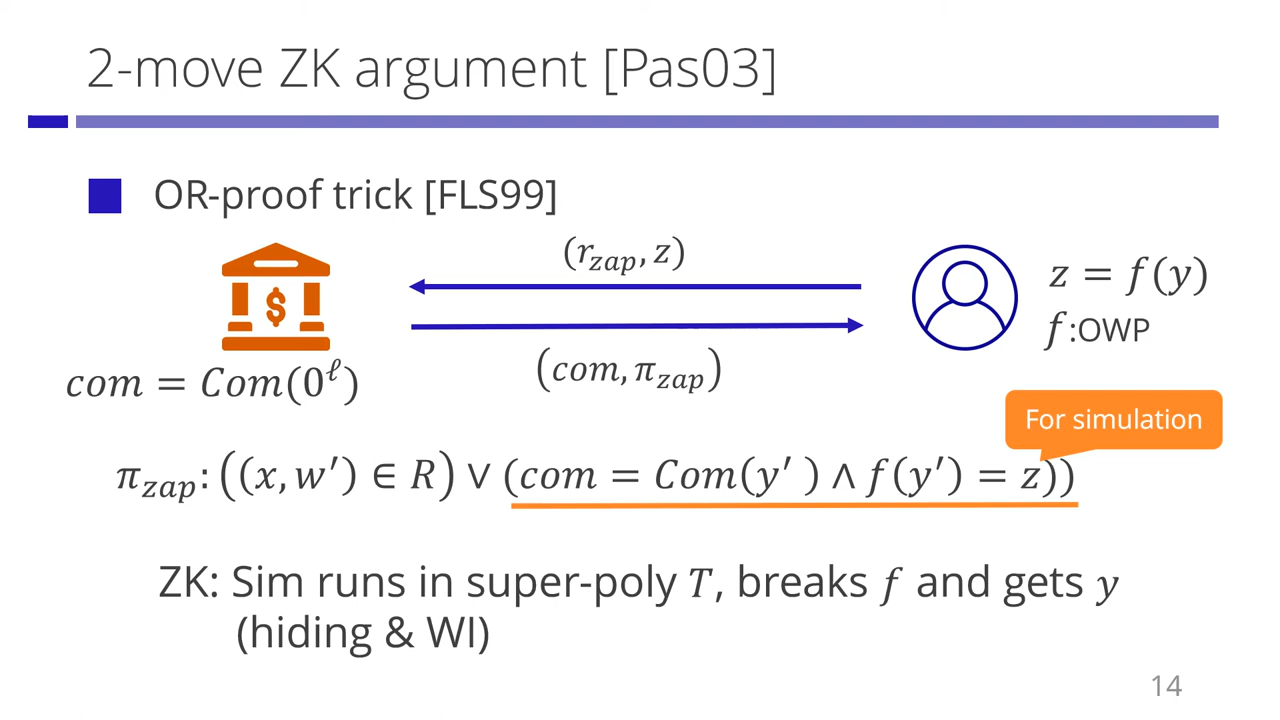 2-move ZK argument [Pas03]
OR-proof trick [FLS99]
(r_zap, z)
z = f(y)
f:OWP
$
com = Com(0^ℓ)
(com, π_zap)
For simulation
π_zap: ((x, w′) ∈ R) ∨ (com = Com(y′ ) ∧ f(y′) = z))
ZK: Sim runs in super-poly T, breaks f and gets y
(hiding & WI)
14